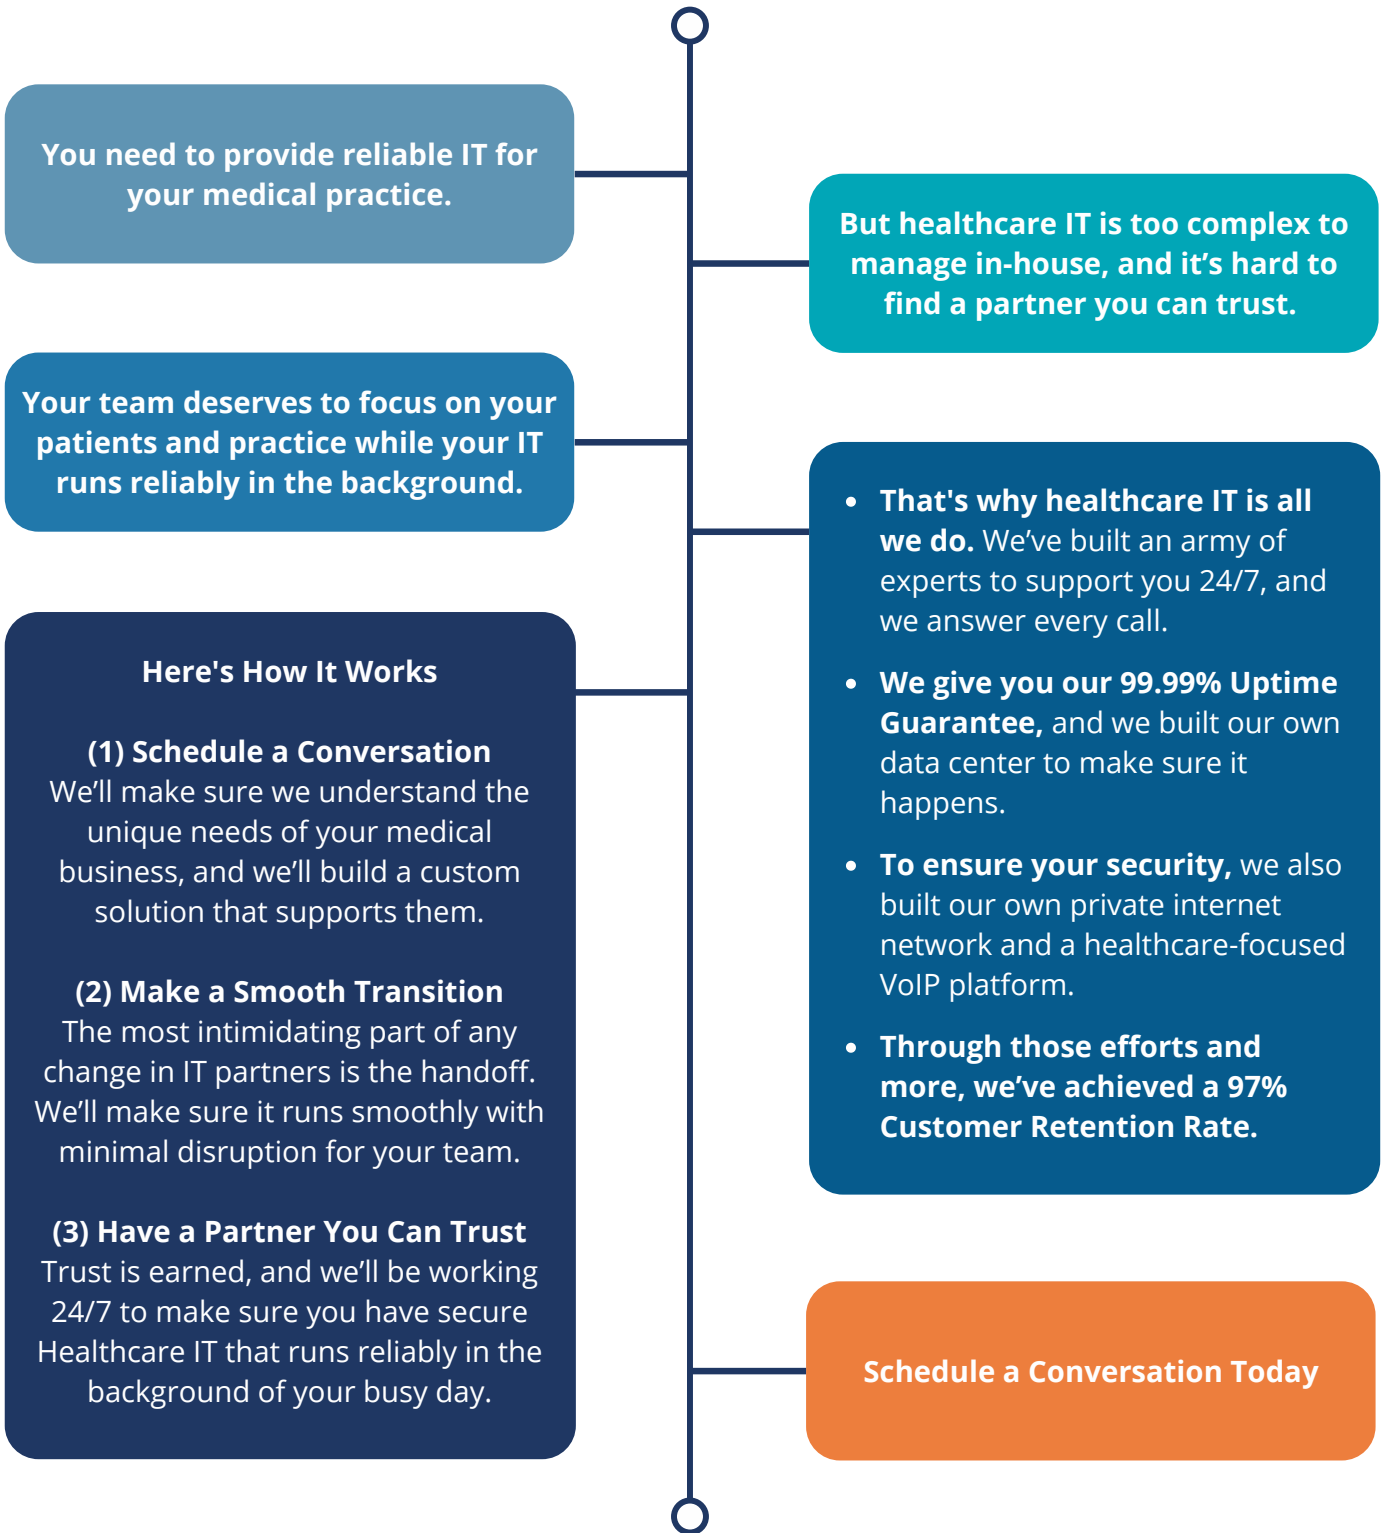 You need to provide reliable IT for
your medical practice.
But healthcare IT is too complex to
manage in-house, and it’s hard to
find a partner you can trust.
Your team deserves to focus on your
patients and practice while your IT
runs reliably in the background.
• That's why healthcare IT is all
we do. We’ve built an army of
experts to support you 24/7, and
we answer every call.
• We give you our 99.99% Uptime
Guarantee, and we built our own
data center to make sure it
happens.
• To ensure your security, we also
built our own private internet
network and a healthcare-focused
VoIP platform.
• Through those efforts and
more, we’ve achieved a 97%
Customer Retention Rate.
Here's How It Works
(1) Schedule a Conversation
We’ll make sure we understand the
unique needs of your medical
business, and we’ll build a custom
solution that supports them.
(2) Make a Smooth Transition
The most intimidating part of any
change in IT partners is the handoff.
We’ll make sure it runs smoothly with
minimal disruption for your team.
(3) Have a Partner You Can Trust
Trust is earned, and we’ll be working
24/7 to make sure you have secure
Healthcare IT that runs reliably in the
background of your busy day.
Schedule a Conversation Today